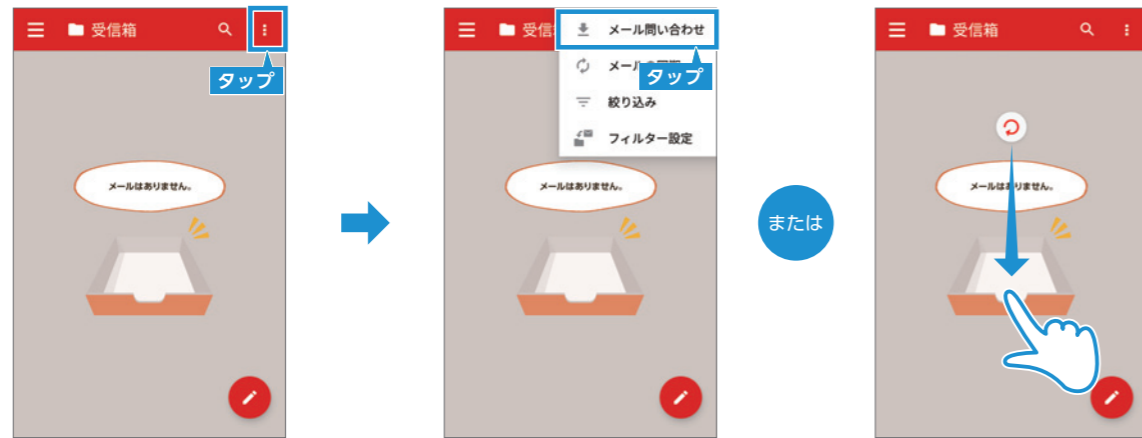 受信箱
タップ
メールはありません。
受信
メール問い合わせ
メール
タップ
絞り込み
フィルター設定
メールはありません。
または
受信箱
メールは
りません。